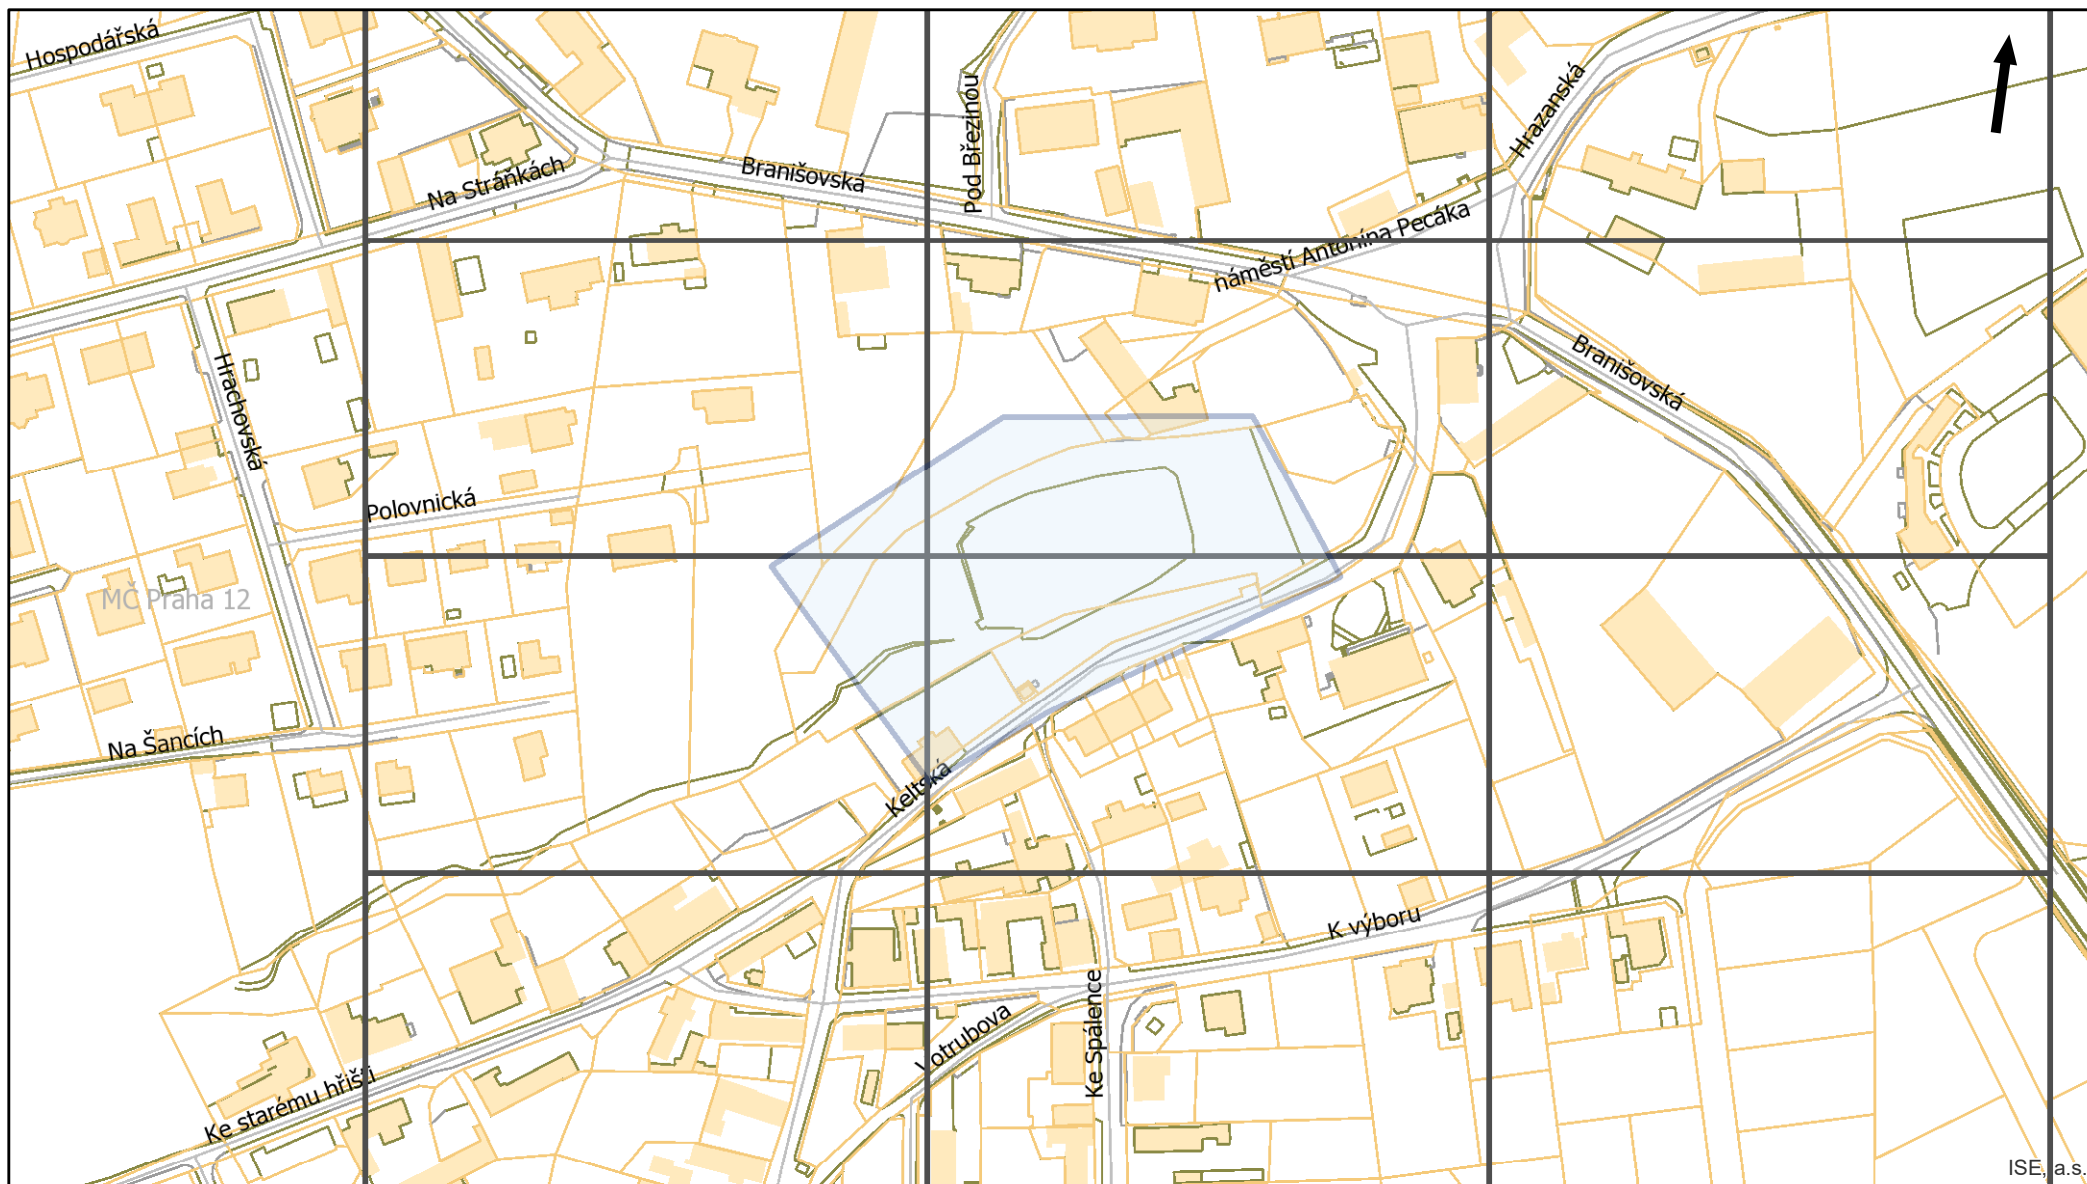 Hospodářská
Hrazanská
Pod Březinou
Na Stráňkách
Branišovská
náměstí Antonína Pecáka
Hrachovská
Branišovská
Polovnická
MČ Praha 12
Na Šancích
Keltská
K výboru
Votrubova
Ke Spálence
Ke starému hřišti
ISE, a.s.